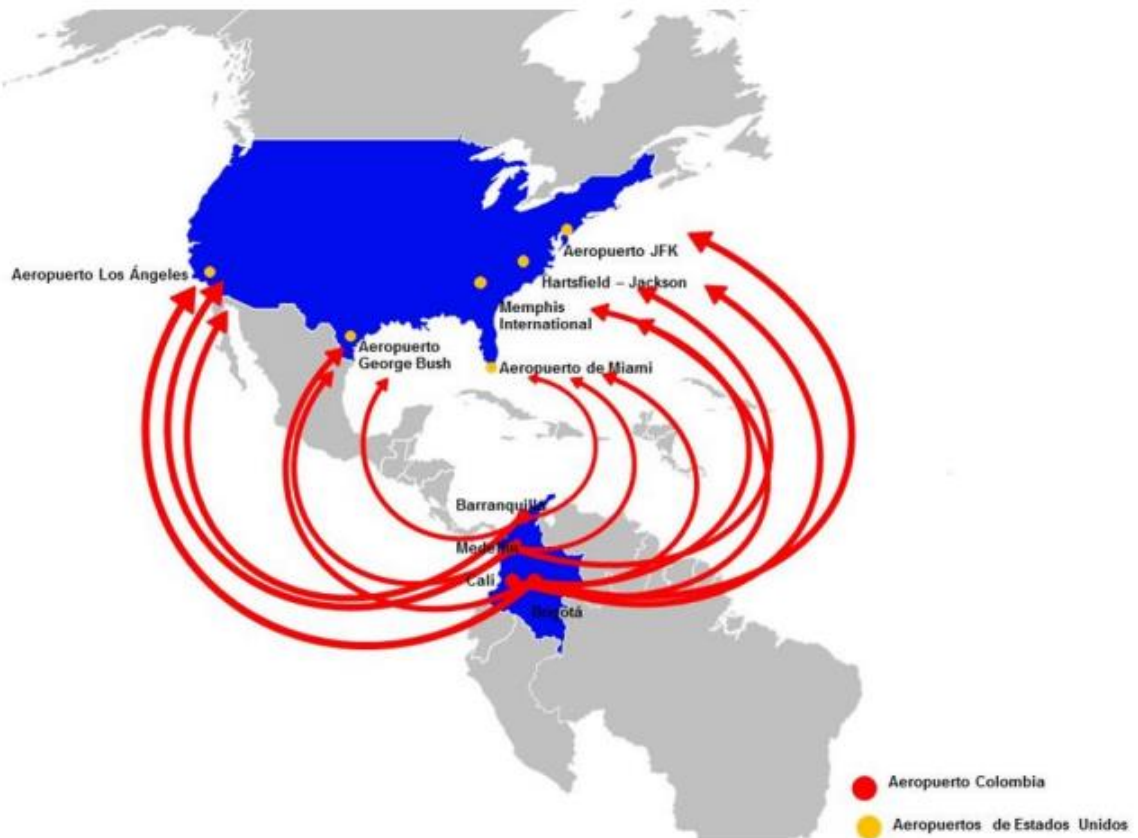 Aeropuerto JFK
Aeropuerto Los Ángeles
Hartsfield – Jackson
Memphis
International
Aeropuerto
George Bush
Aeropuerto de Miami
Barranquilla
Medellín
Cali
Bogotá
Aeropuerto Colombia
Aeropuertos de Estados Unidos